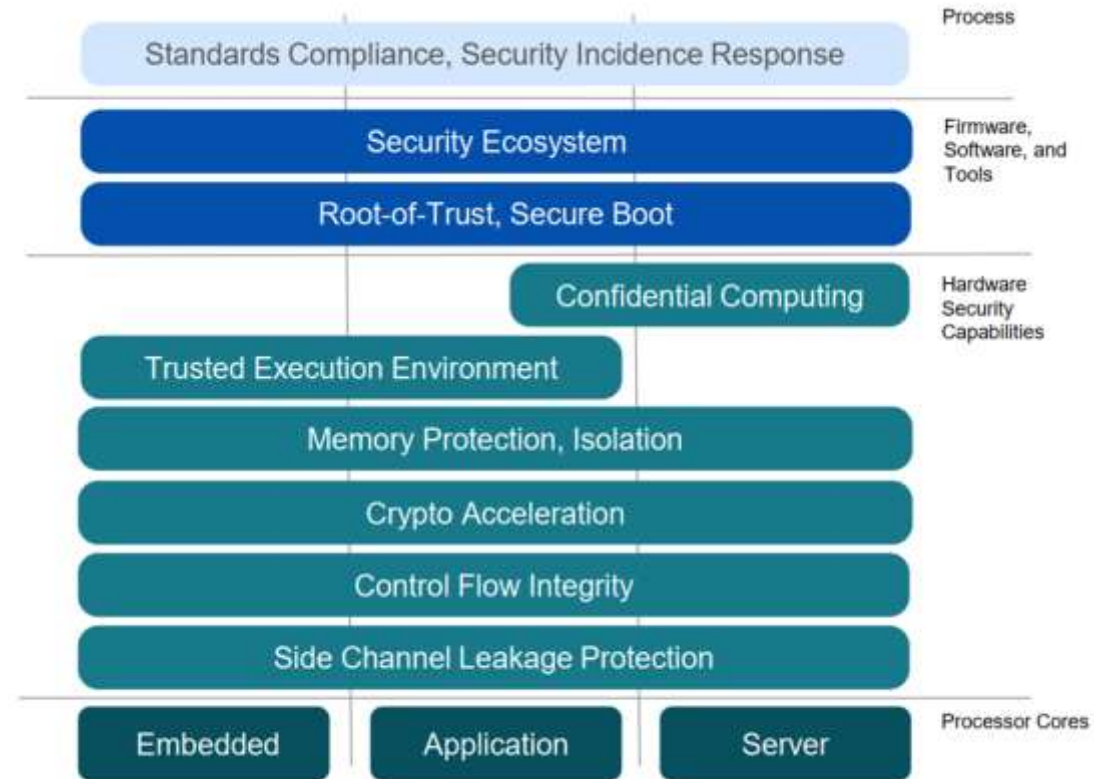 Process
Standards Compliance, Security Incidence Response
Security Ecosystem
Firmware,
Software, and
Tools
Root-of-Trust, Secure Boot
Confidential Computing
Hardware
Security
Capabilities
Trusted Execution Environment
Memory Protection, Isolation
Crypto Acceleration
Control Flow Integrity
Side Channel Leakage Protection
Processor Cores
Embedded
Application
Server